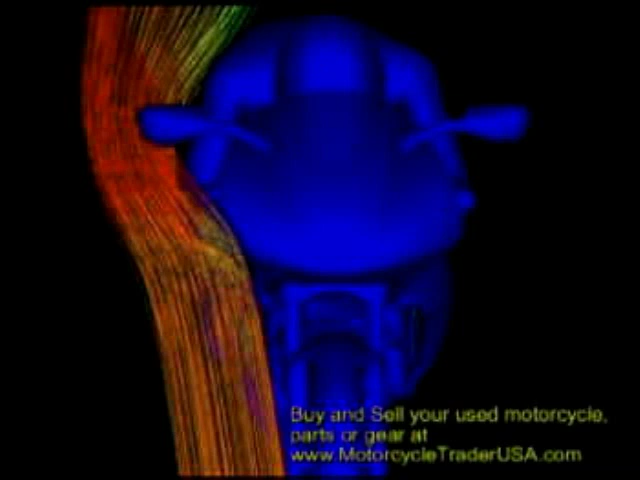 Buy and Sell your used motorcycle,
parts or gear at
www.MotorcycleTraderUSA.com